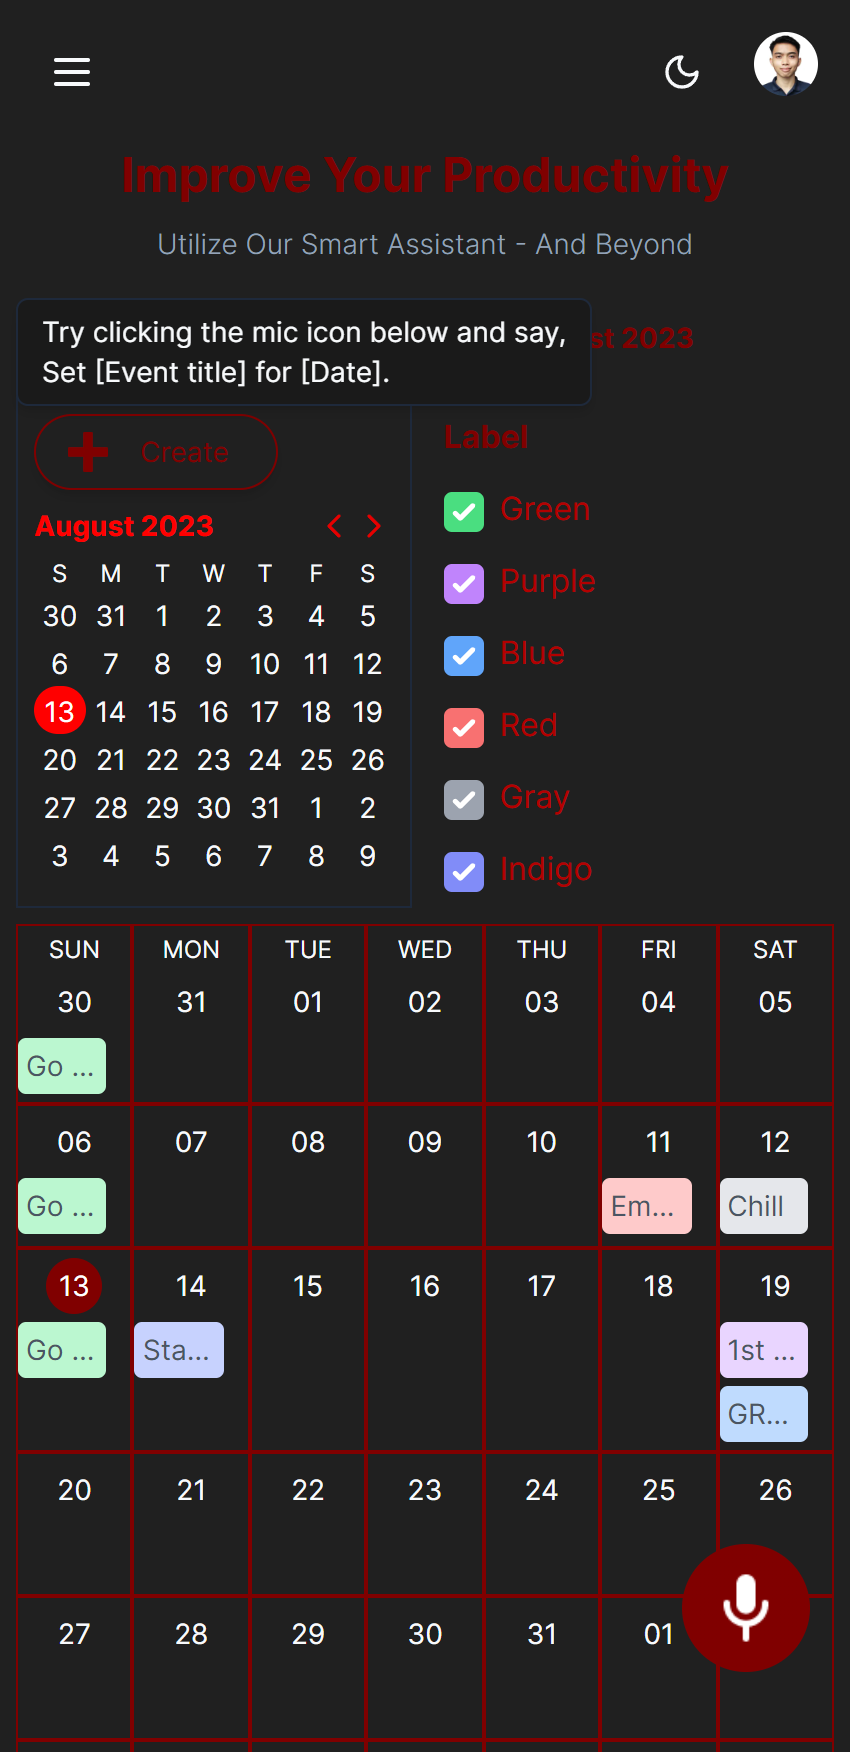 Improve Your Productivity
Utilize Our Smart Assistant - And Beyond
Try clicking the mic icon below and say,
Set [Event title] for [Date].
st 2023
Create
August 2023
S M T W T F S
30 31 1 2 3 4 5
6 7 8 9 10 11 12
13 14 15 16 17 18 19
20 21 22 23 24 25 26
27 28 29 30 31 1 2
3 4 5 6 7 8 9
Label
Green
Purple
Blue
Red
Gray
Indigo
SUN MON TUE WED THU FRI SAT
30 31 01 02 03 04 05
Go ...
06 07 08 09 10 11 12
Go ... Em... Chill
13 14 15 16 17 18 19
Go ... Sta... 1st ...
GR...
20 21 22 23 24 25 26
27 28 29 30 31 01